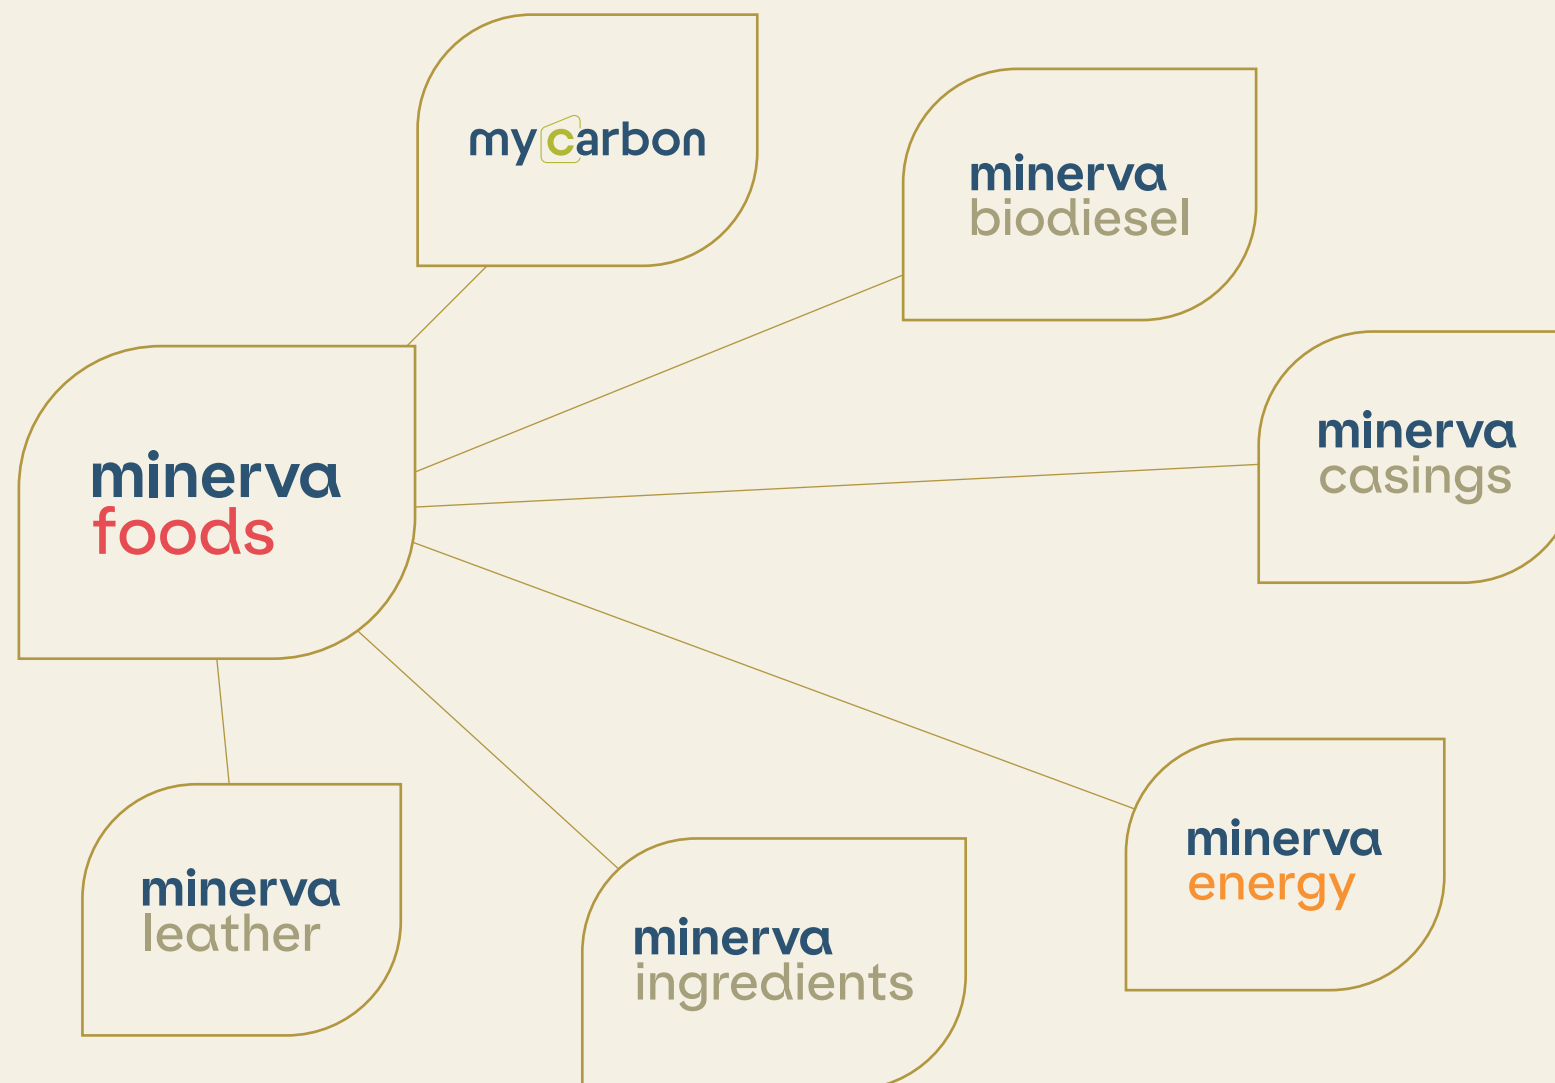 mycarbon
minerva
biodiesel
minerva
casings
minerva
foods
minerva
energy
minerva
leather
minerva
ingredients